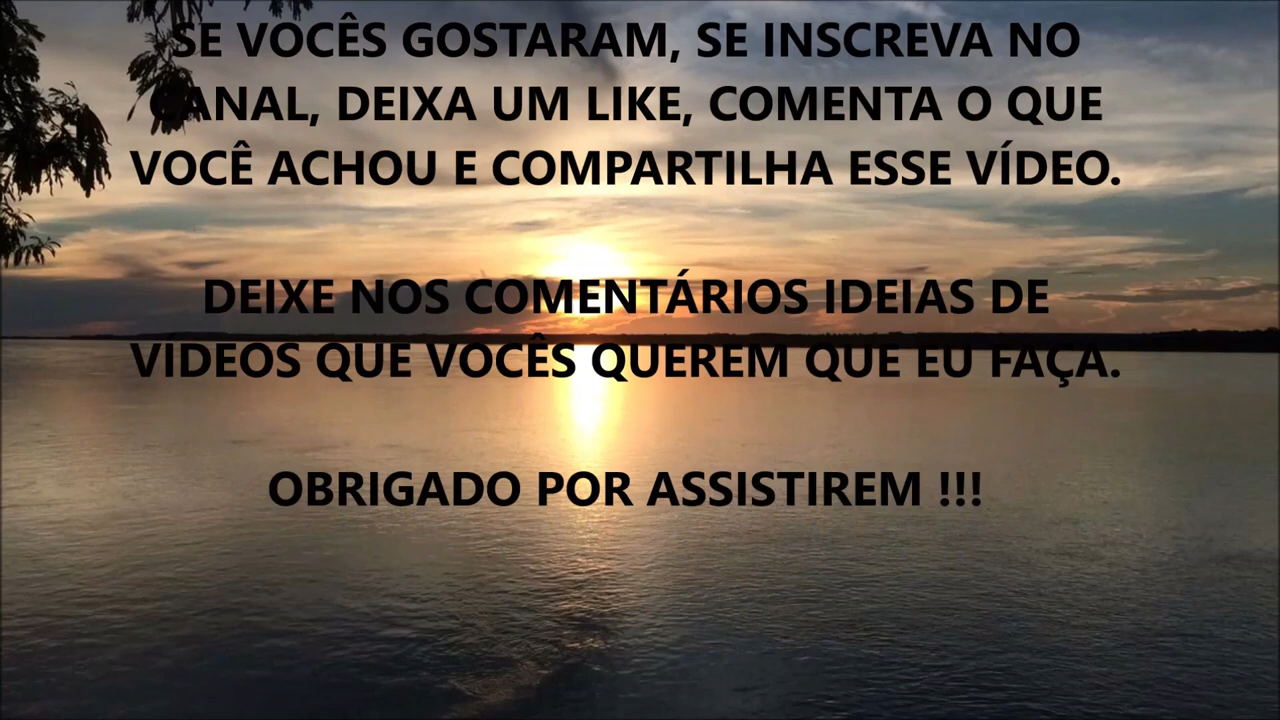 SE VOCÊS GOSTARAM, SE INSCREVA NO
CANAL, DEIXA UM LIKE, COMENTA O QUE
VOCÊ ACHOU E COMPARTILHA ESSE VÍDEO.
DEIXE NOS COMENTÁRIOS IDEIAS DE
VIDEOS QUE VOCÊS QUEREM QUE EU FAÇA.
OBRIGADO POR ASSISTIREM !!!